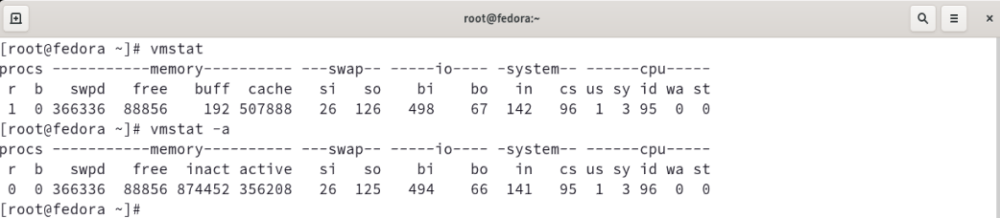 root@fedora:~
[root@fedora ~]# vmstat
procs -----------memory---------- ---swap-- -----io---- -system-- ------cpu-----
 r  b   swpd   free   buff  cache   si   so    bi    bo   in   cs us sy id wa st
 1  0 366336  88856    192 507888   26  126   498    67  142   96  1  3 95  0  0
[root@fedora ~]# vmstat -a
procs -----------memory---------- ---swap-- -----io---- -system-- ------cpu-----
 r  b   swpd   free  inact active   si   so    bi    bo   in   cs us sy id wa st
 0  0 366336  88856 874452 356208   26  125   494    66  141   95  1  3 96  0  0
[root@fedora ~]#